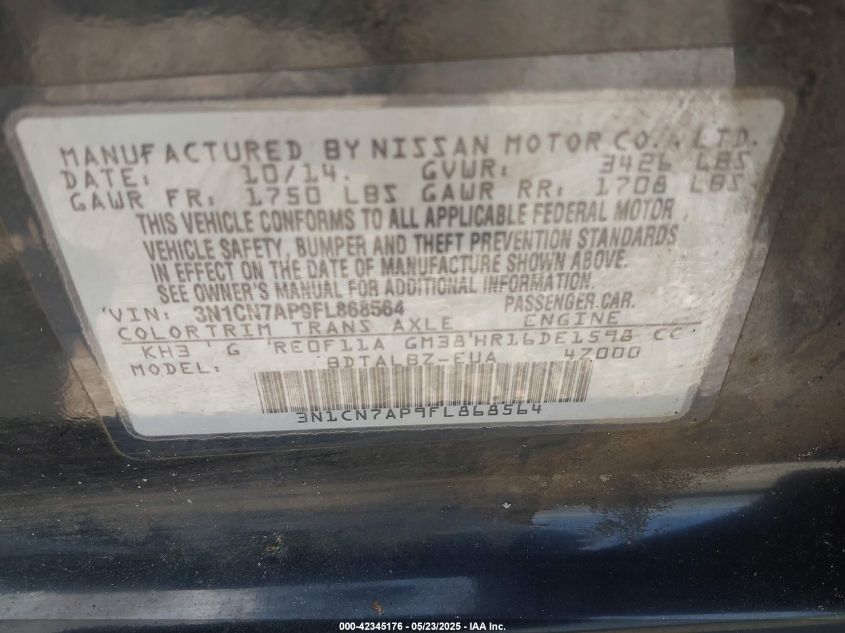 MANUFACTURED BY NISSAN MOTOR CO., LTD.
DATE: 10/14 GVWR: 3426 LBS
GAWR FR: 1750 LBS GAWR RR: 1708 LBS
THIS VEHICLE CONFORMS TO ALL APPLICABLE FEDERAL MOTOR
VEHICLE SAFETY, BUMPER AND THEFT PREVENTION STANDARDS
IN EFFECT ON THE DATE OF MANUFACTURE SHOWN ABOVE.
SEE OWNER'S MANUAL FOR ADDITIONAL INFORMATION.
VIN: 3N1CN7AP9FL868564 PASSENGER CAR
COLOR TRIM TRANS AXLE ENGINE
KH3 G RE0F11A GM38 HR16DE1598 CC
MODEL: BDTALBZ-EUA 47000
3N1CN7AP9FL868564
000-42345176 — 05/23/2025 — IAA Inc.